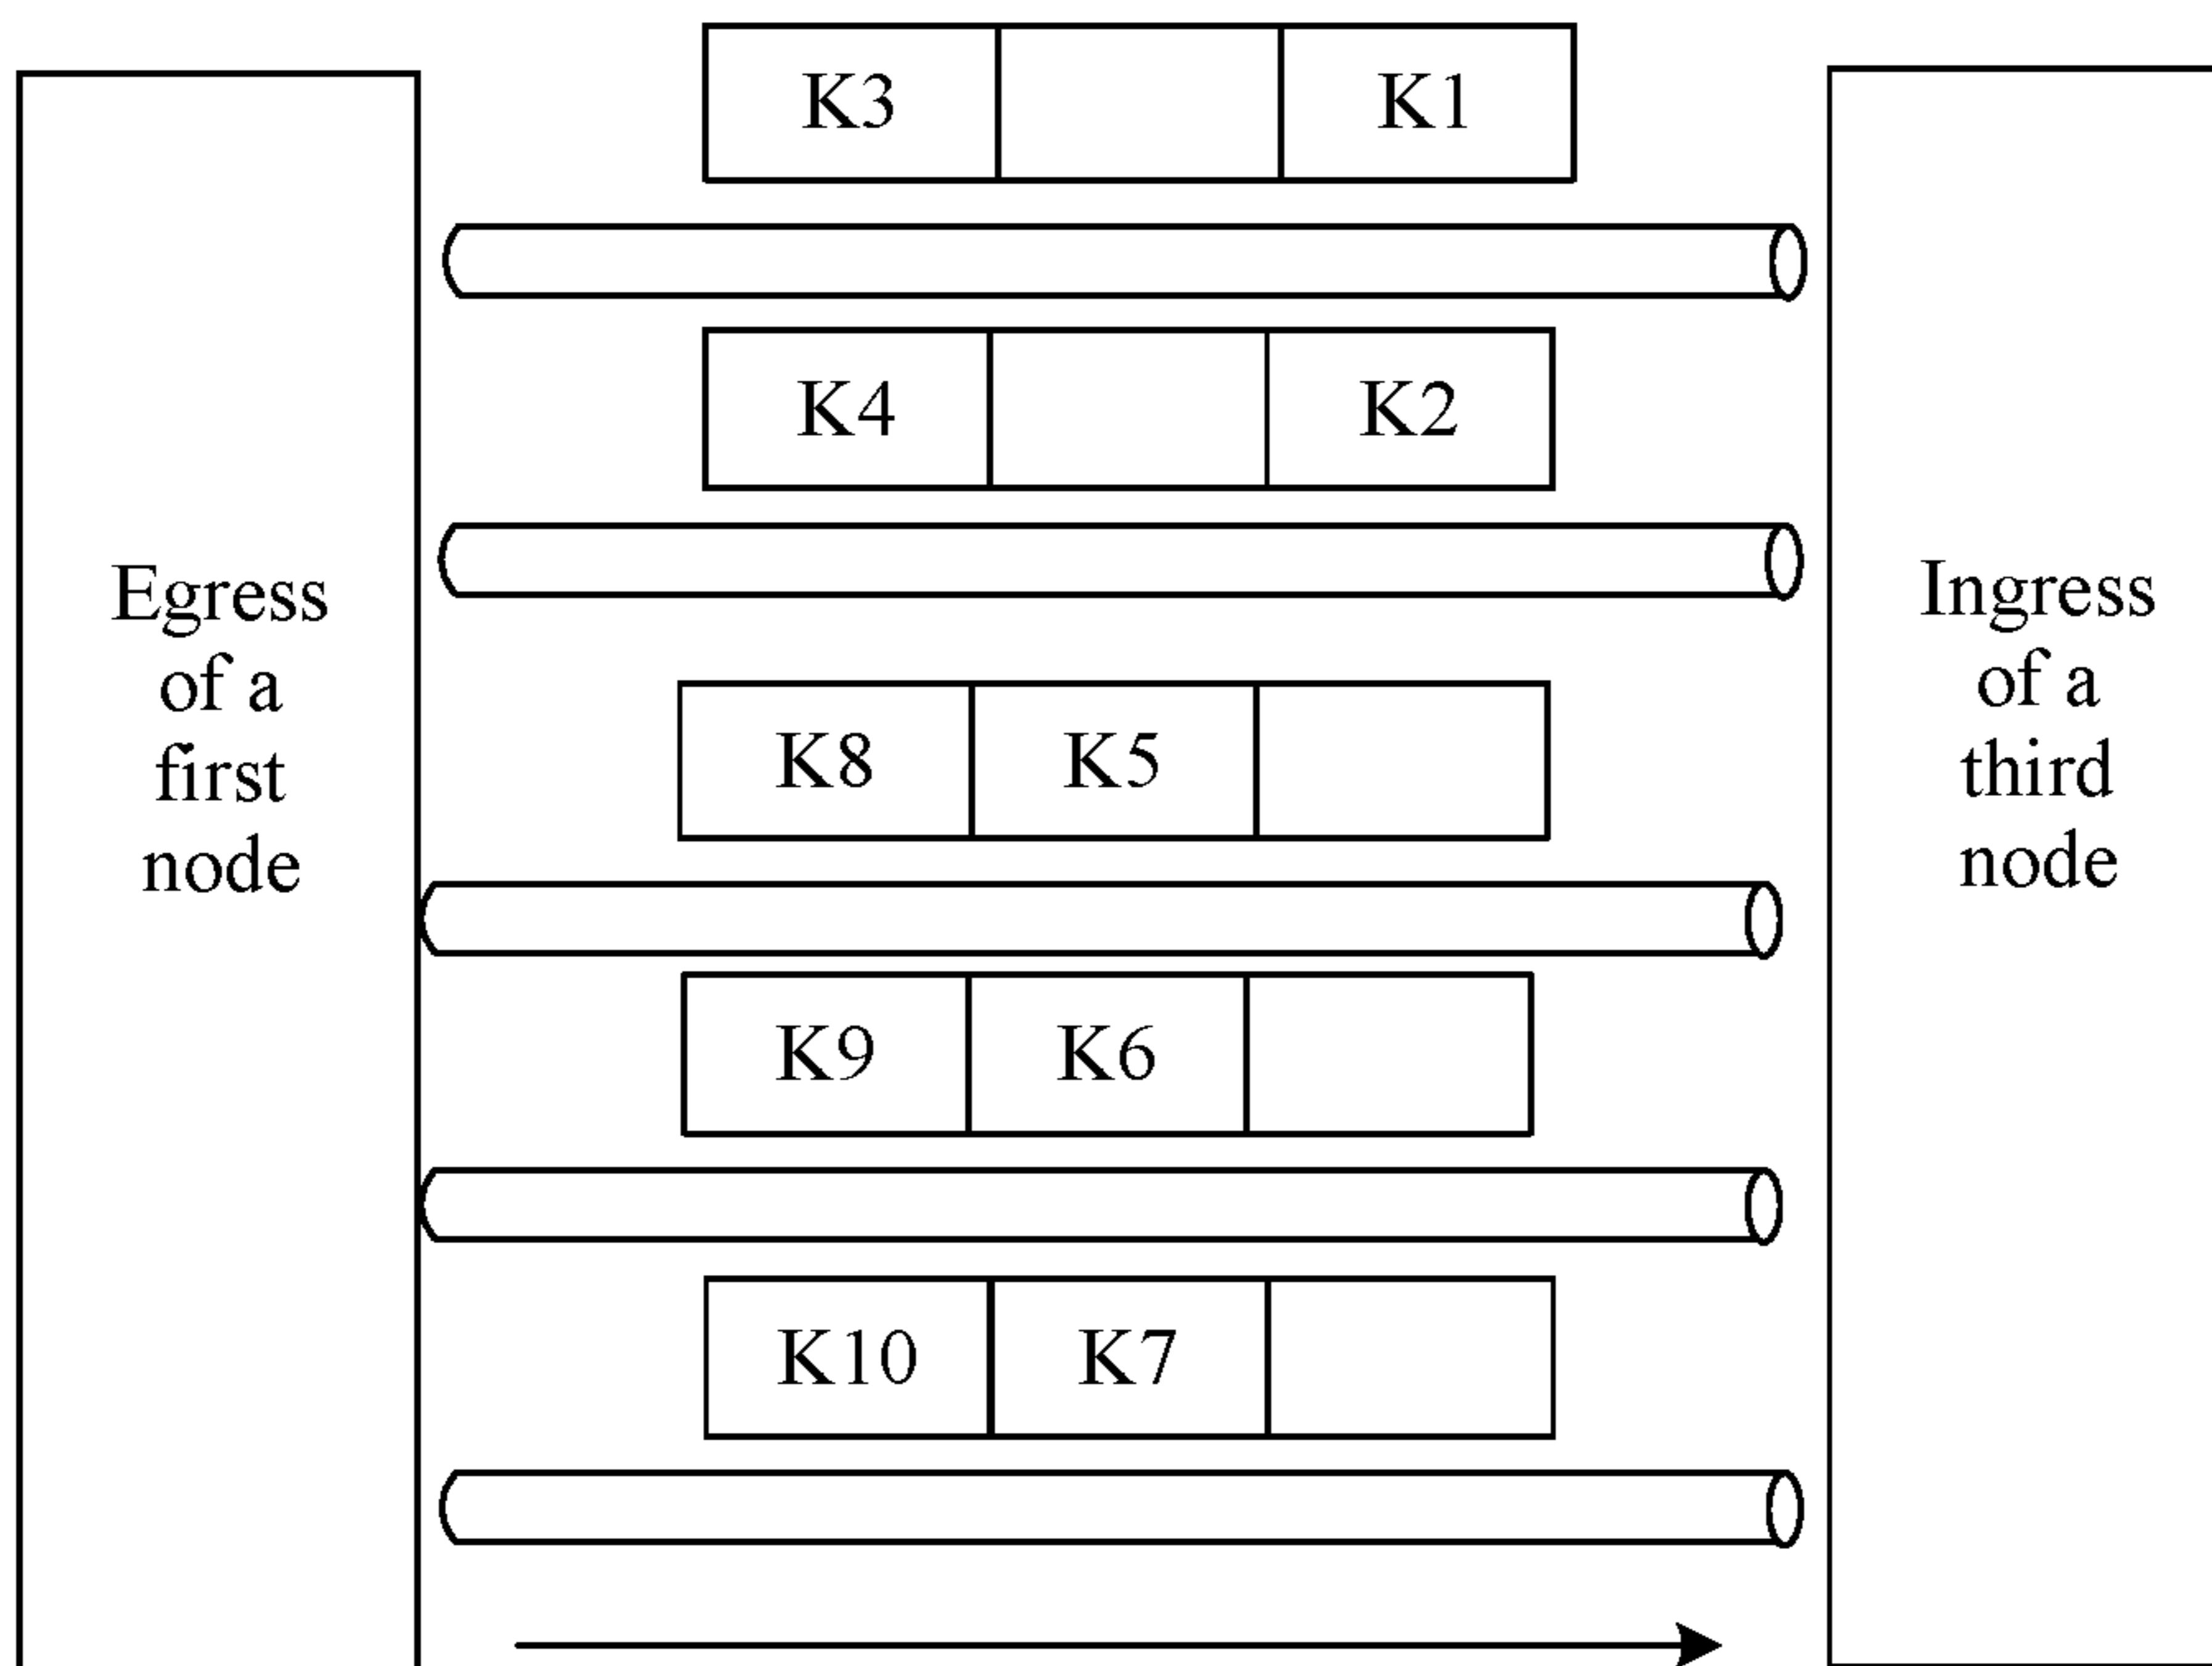 K3 K1
K4 K2
Egress
of a
first
node
K8 K5
K9 K6
K10 K7
Ingress
of a
third
node